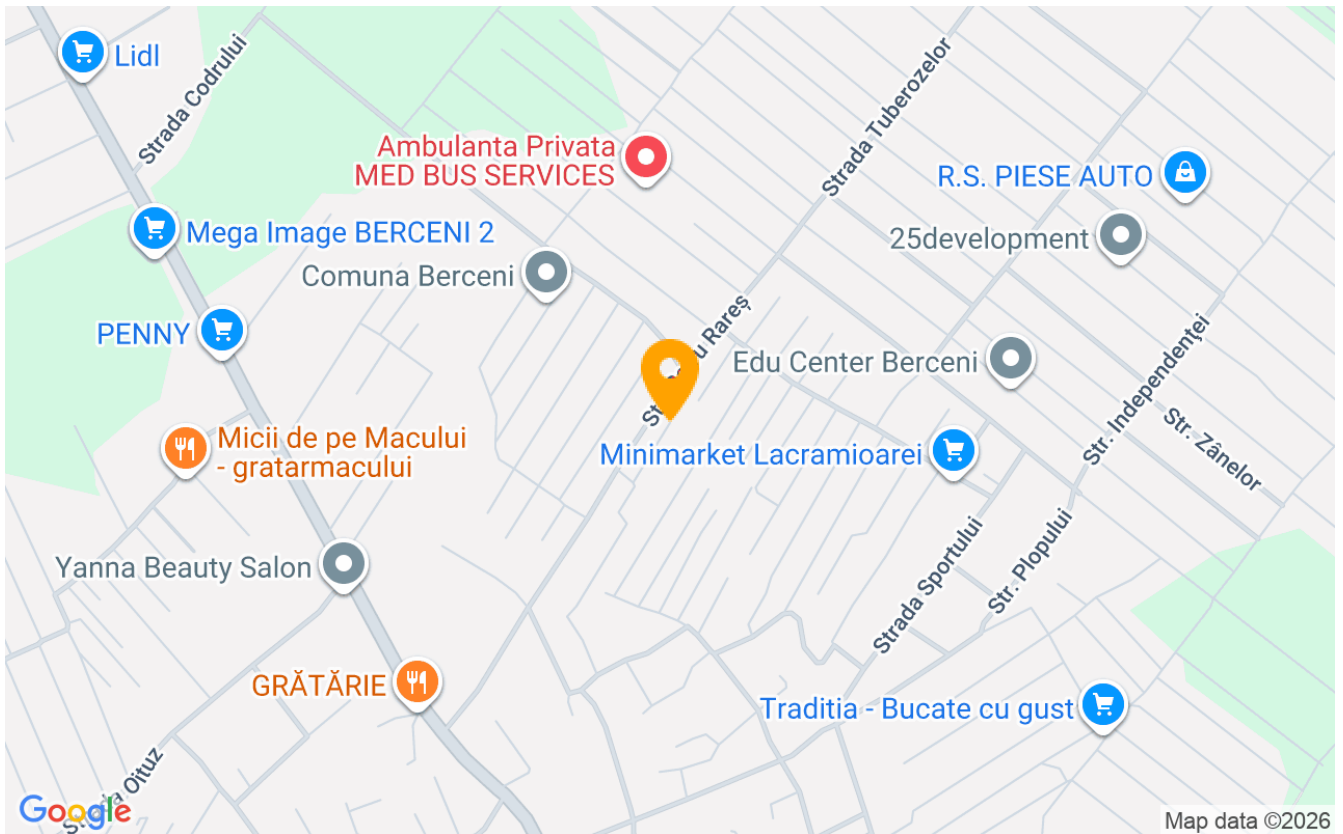 Lidl
Strada Codrului
Strada Tuberozelor
Ambulanta Privata
MED BUS SERVICES
R.S. PIESE AUTO
Mega Image BERCENI 2
25development
Comuna Berceni
PENNY
Rareș
Edu Center Berceni
Str. Independenței
Micii de pe Macului
- gratarmacului
Minimarket Lacramioarei
Str. Zânelor
Yanna Beauty Salon
Strada Sportului
Str. Plopului
GRĂTĂRIE
Traditia - Bucate cu gust
Oituz
Google
Map data ©2026